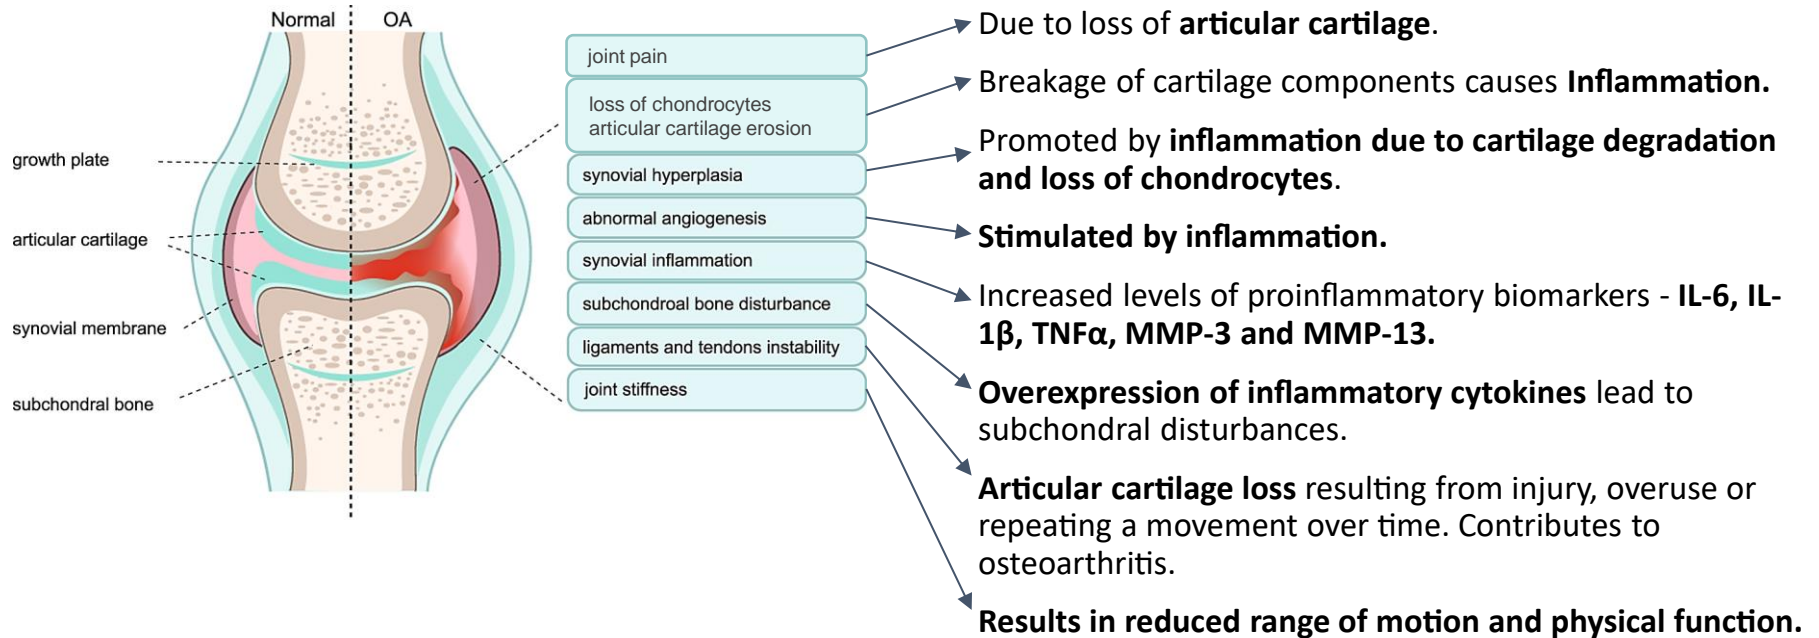 Normal
OA
growth plate
articular cartilage
synovial membrane
subchondral bone
joint pain
loss of chondrocytes
articular cartilage erosion
synovial hyperplasia
abnormal angiogenesis
synovial inflammation
subchondroal bone disturbance
ligaments and tendons instability
joint stiffness
Due to loss of articular cartilage.
Breakage of cartilage components causes Inflammation.
Promoted by inflammation due to cartilage degradation
and loss of chondrocytes.
Stimulated by inflammation.
Increased levels of proinflammatory biomarkers - IL-6, IL-
1β, TNFα, MMP-3 and MMP-13.
Overexpression of inflammatory cytokines lead to
subchondral disturbances.
Articular cartilage loss resulting from injury, overuse or
repeating a movement over time. Contributes to
osteoarthritis.
Results in reduced range of motion and physical function.